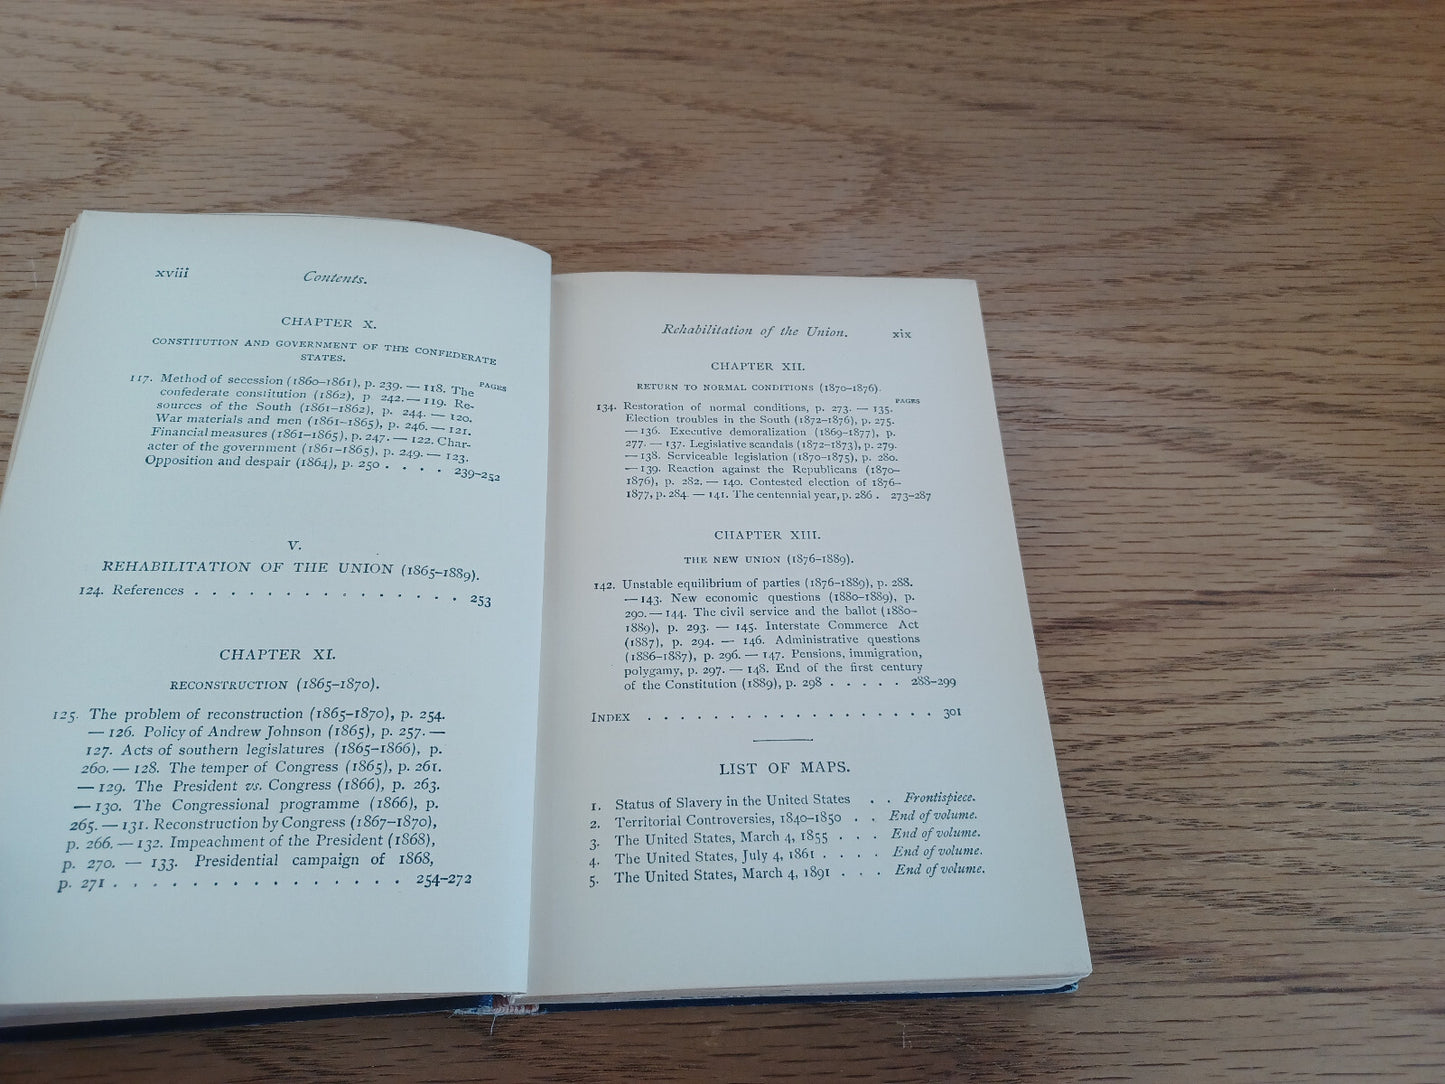 xviii Contents.
CHAPTER X.
CONSTITUTION AND GOVERNMENT OF THE CONFEDERATE
STATES.
PAGES
117. Method of secession (1860–1861), p. 239. — 118. The
confederate constitution (1862), p 242. — 119. Re-
sources of the South (1861–1862), p. 244. — 120.
War materials and men (1861–1865), p. 246. — 121.
Financial measures (1861–1865), p. 247. — 122. Char-
acter of the government (1861–1865), p. 249. — 123.
Opposition and despair (1864), p. 250 . . . . 239–252
V.
REHABILITATION OF THE UNION (1865–1889).
124. References . . . . . . . . . . . . . . 253
CHAPTER XI.
RECONSTRUCTION (1865–1870).
125. The problem of reconstruction (1865–1870), p. 254.
— 126. Policy of Andrew Johnson (1865), p. 257. —
127. Acts of southern legislatures (1865–1866), p.
260. — 128. The temper of Congress (1865), p. 261.
— 129. The President vs. Congress (1866), p. 263.
— 130. The Congressional programme (1866), p.
265. — 131. Reconstruction by Congress (1867–1870),
p. 266. — 132. Impeachment of the President (1868),
p. 270. — 133. Presidential campaign of 1868,
p. 271 . . . . . . . . . . . . . . . 254–272
Rehabilitation of the Union. xix
CHAPTER XII.
RETURN TO NORMAL CONDITIONS (1870–1876).
PAGES
134. Restoration of normal conditions, p. 273. — 135.
Election troubles in the South (1872–1876), p. 275.
— 136. Executive demoralization (1869–1877), p.
277. — 137. Legislative scandals (1872–1873), p. 279.
— 138. Serviceable legislation (1870–1875), p. 280.
— 139. Reaction against the Republicans (1870–
1876), p. 282. — 140. Contested election of 1876–
1877, p. 284. — 141. The centennial year, p. 286 . 273–287
CHAPTER XIII.
THE NEW UNION (1876–1889).
142. Unstable equilibrium of parties (1876–1889), p. 288.
— 143. New economic questions (1880–1889), p.
290. — 144. The civil service and the ballot (1880–
1889), p. 293. — 145. Interstate Commerce Act
(1887), p. 294. — 146. Administrative questions
(1886–1887), p. 296. — 147. Pensions, immigration,
polygamy, p. 297. — 148. End of the first century
of the Constitution (1889), p. 298 . . . . . 288–299
INDEX . . . . . . . . . . . . . . . . . . 301
LIST OF MAPS.
1. Status of Slavery in the United States . . Frontispiece.
2. Territorial Controversies, 1840–1850 . . End of volume.
3. The United States, March 4, 1855 . . . End of volume.
4. The United States, July 4, 1861 . . . . End of volume.
5. The United States, March 4, 1891 . . . End of volume.